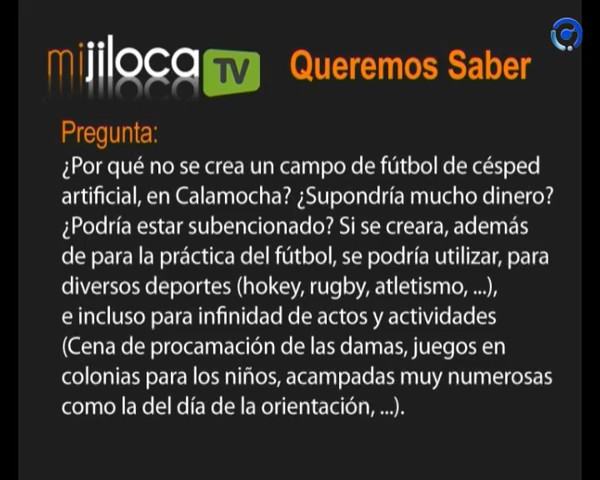 mijiloca TV Queremos Saber
Pregunta:
¿Por qué no se crea un campo de fútbol de césped
artificial, en Calamocha? ¿Supondría mucho dinero?
¿Podría estar subencionado? Si se creara, además
de para la práctica del fútbol, se podría utilizar, para
diversos deportes (hokey, rugby, atletismo, ...),
e incluso para infinidad de actos y actividades
(Cena de procamación de las damas, juegos en
colonias para los niños, acampadas muy numerosas
como la del día de la orientación, ...).